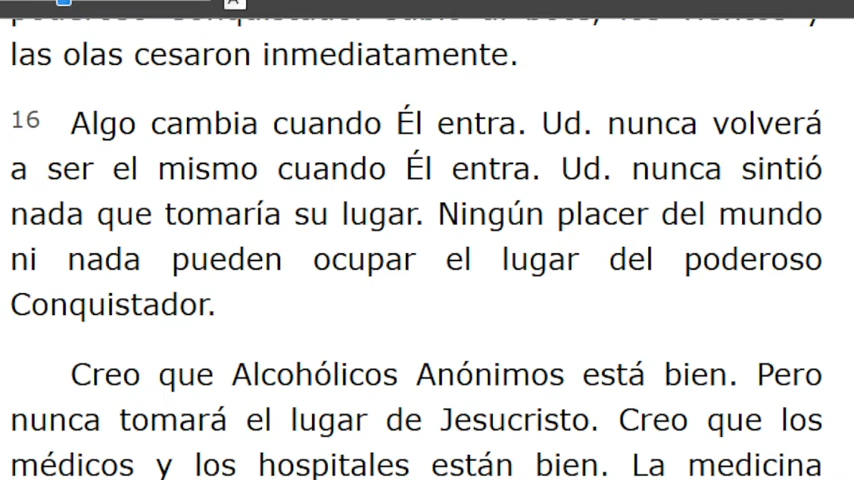 las olas cesaron inmediatamente.
16 Algo cambia cuando Él entra. Ud. nunca volverá
a ser el mismo cuando Él entra. Ud. nunca sintió
nada que tomaría su lugar. Ningún placer del mundo
ni nada pueden ocupar el lugar del poderoso
Conquistador.
Creo que Alcohólicos Anónimos está bien. Pero
nunca tomará el lugar de Jesucristo. Creo que los
médicos y los hospitales están bien. La medicina